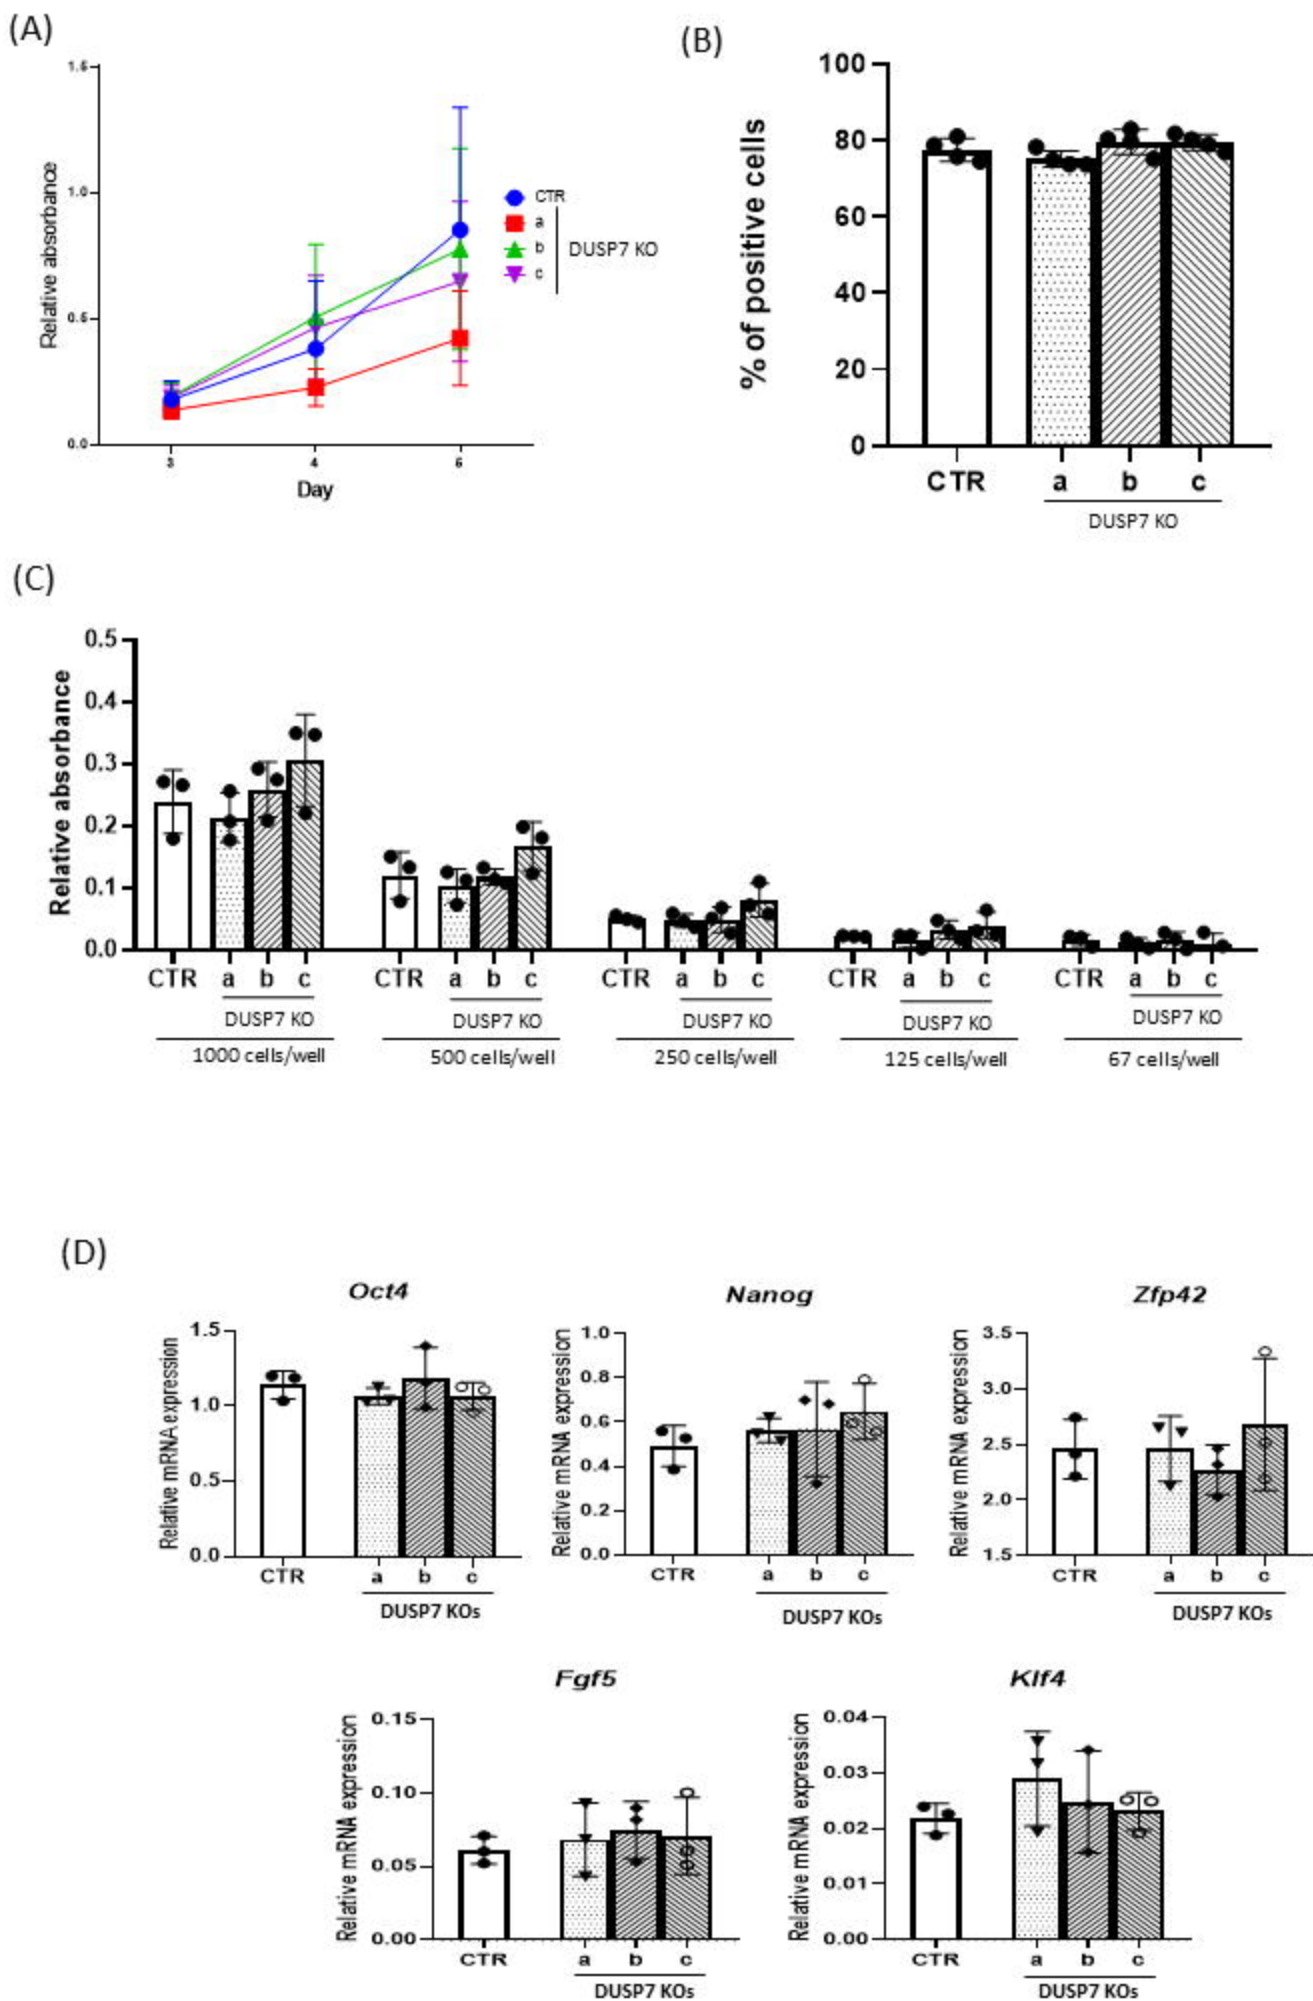 (A)
Relative absorbance
1.5
1.0
0.5
0.0
3
4
5
Day
CTR
a
b
c
DUSP7 KO
(B)
% of positive cells
100
80
60
40
20
0
CTR
a
b
c
DUSP7 KO
(C)
Relative absorbance
0.5
0.4
0.3
0.2
0.1
0.0
CTR a b c
DUSP7 KO
1000 cells/well
CTR a b c
DUSP7 KO
500 cells/well
CTR a b c
DUSP7 KO
250 cells/well
CTR a b c
DUSP7 KO
125 cells/well
CTR a b c
DUSP7 KO
67 cells/well
(D)
Oct4
Relative mRNA expression
1.5
1.0
0.5
0.0
CTR a b c
DUSP7 KOs
Nanog
Relative mRNA expression
1.0
0.8
0.6
0.4
0.2
0.0
CTR a b c
DUSP7 KOs
Zfp42
Relative mRNA expression
3.5
3.0
2.5
2.0
1.5
CTR a b c
DUSP7 KOs
Fgf5
Relative mRNA expression
0.15
0.10
0.05
0.00
CTR a b c
DUSP7 KOs
Klf4
Relative mRNA expression
0.04
0.03
0.02
0.01
0.00
CTR a b c
DUSP7 KOs